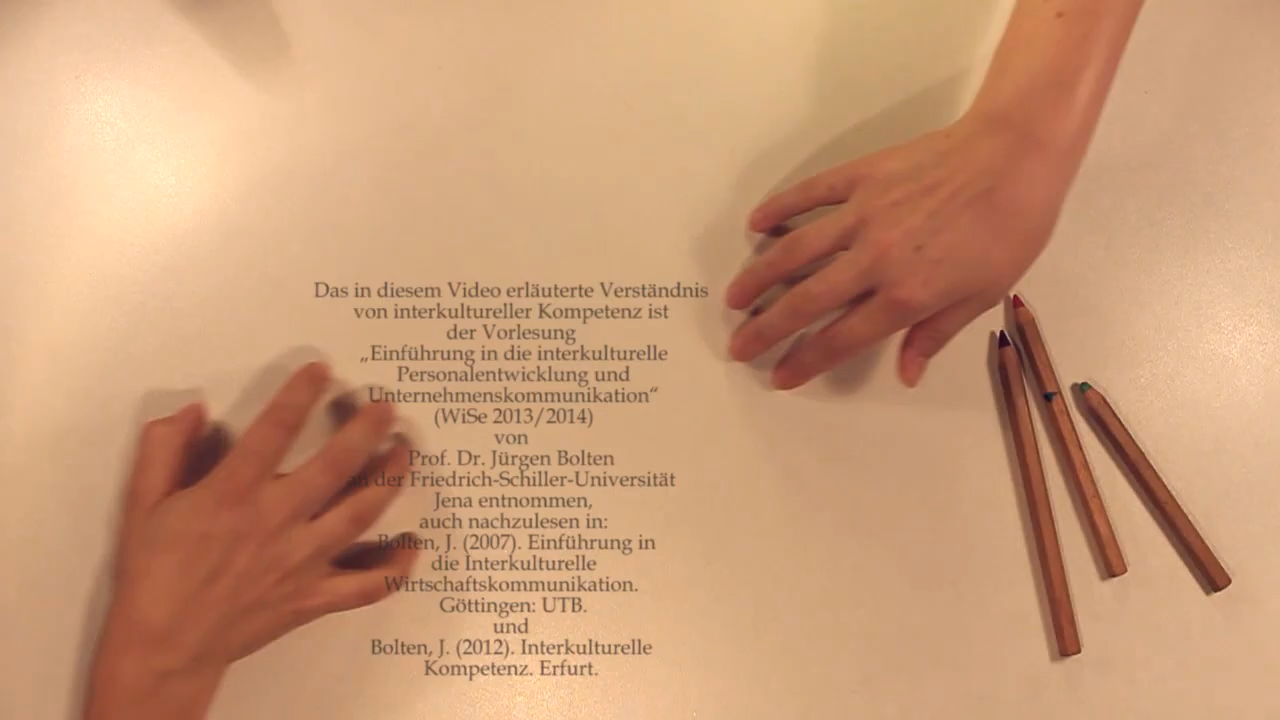 Das in diesem Video erläuterte Verständnis
von interkultureller Kompetenz ist
der Vorlesung
„Einführung in die interkulturelle
Personalentwicklung und
Unternehmenskommunikation“
(WiSe 2013/2014)
von
Prof. Dr. Jürgen Bolten
an der Friedrich-Schiller-Universität
Jena entnommen,
auch nachzulesen in:
Bolten, J. (2007). Einführung in
die Interkulturelle
Wirtschaftskommunikation.
Göttingen: UTB.
und
Bolten, J. (2012). Interkulturelle
Kompetenz. Erfurt.